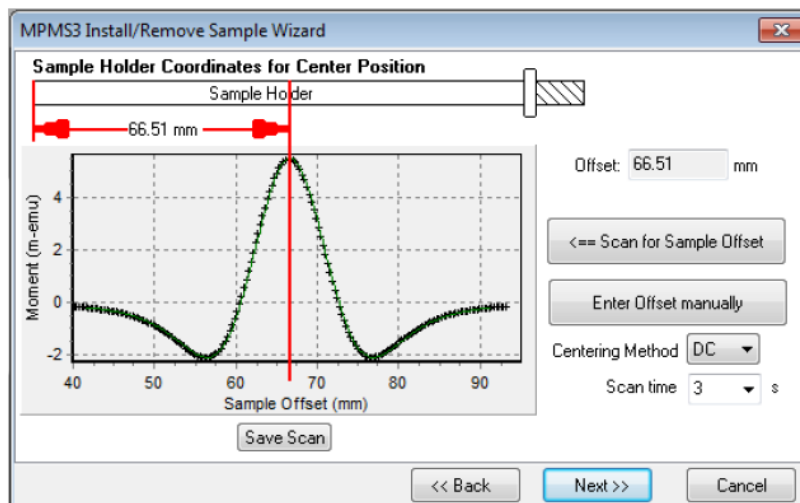 MPMS3 Install/Remove Sample Wizard
Sample Holder Coordinates for Center Position
Sample Holder
66.51 mm
Offset: 66.51 mm
<== Scan for Sample Offset
Enter Offset manually
Centering Method DC
Scan time 3 s
Moment (m-emu)
4
2
0
-2
40 50 60 70 80 90
Sample Offset (mm)
Save Scan
<< Back Next >> Cancel